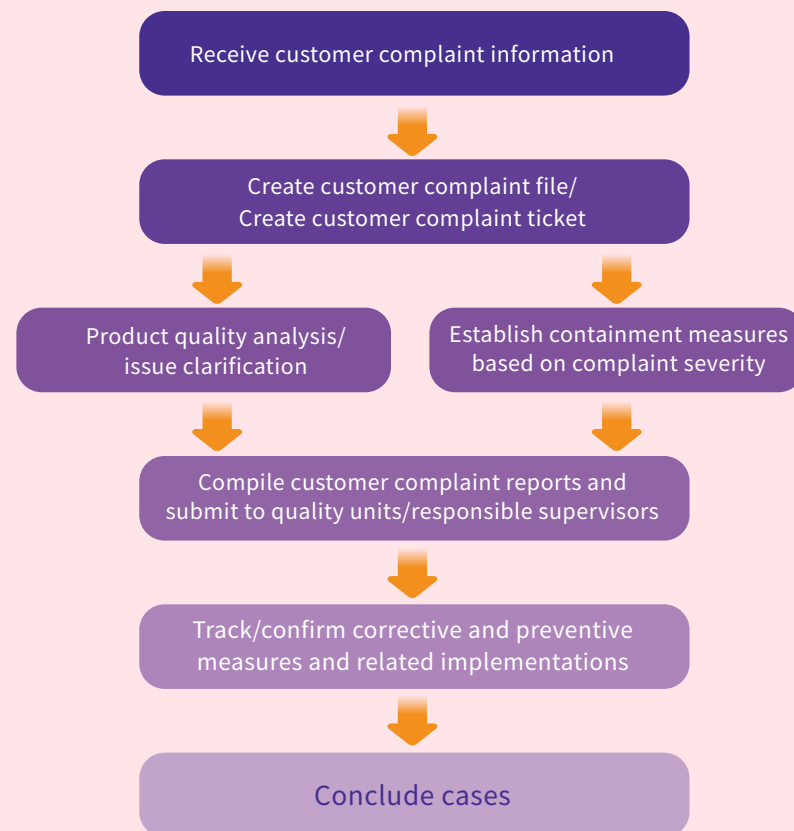 Receive customer complaint information
Create customer complaint file/
Create customer complaint ticket
Product quality analysis/
issue clarification
Establish containment measures
based on complaint severity
Compile customer complaint reports and
submit to quality units/responsible supervisors
Track/confirm corrective and preventive
measures and related implementations
Conclude cases